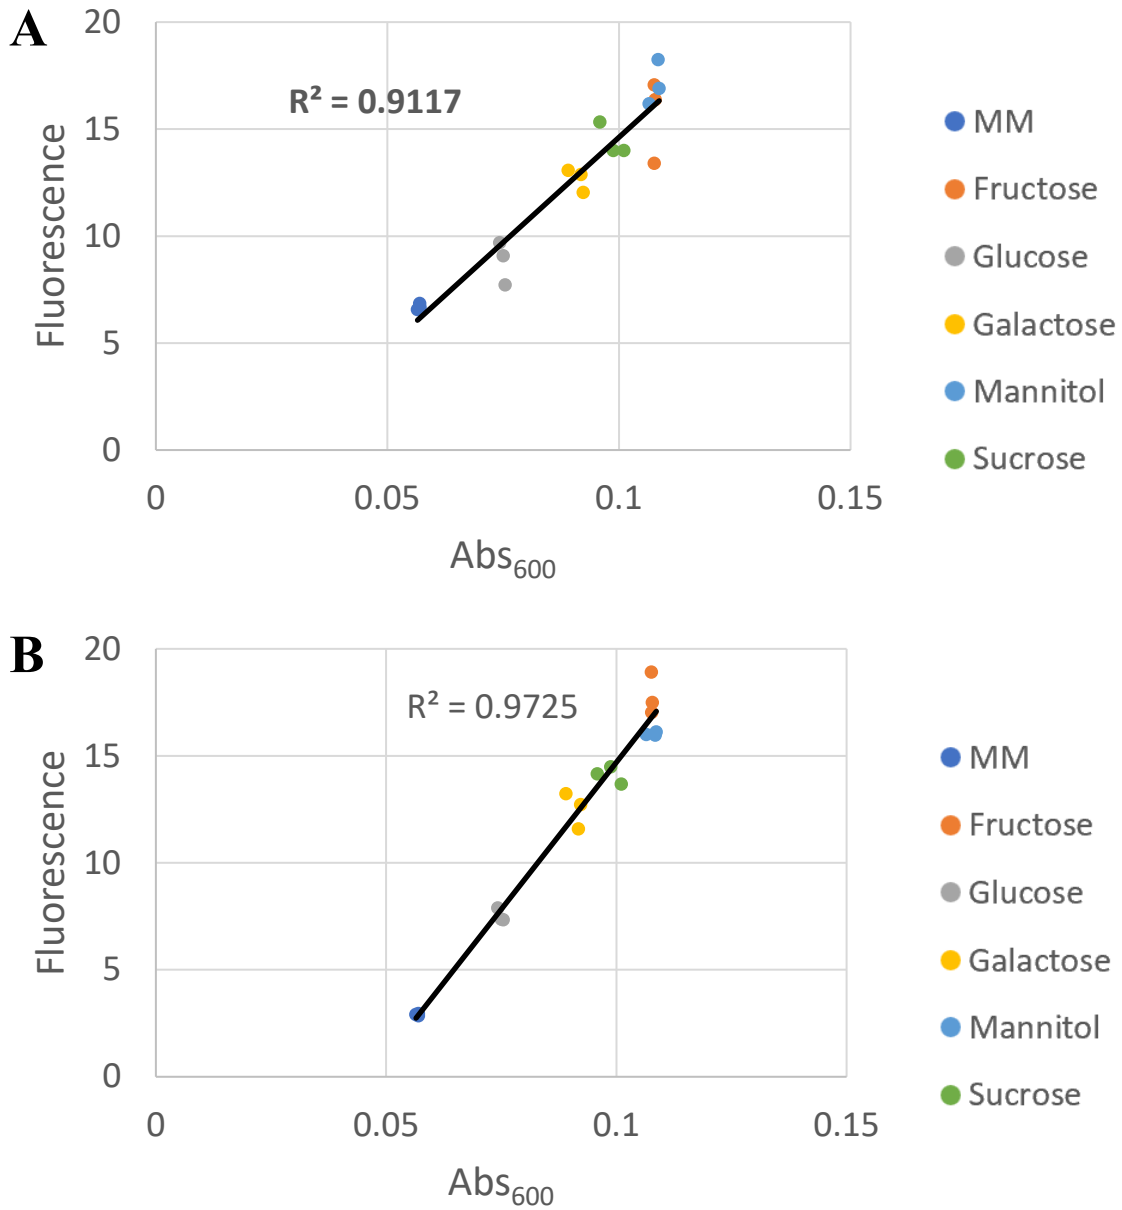 A
20
15
10
5
0
Fluorescence
R² = 0.9117
0
0.05
0.1
0.15
Abs₆₀₀
MM
Fructose
Glucose
Galactose
Mannitol
Sucrose
B
20
15
10
5
0
Fluorescence
R² = 0.9725
0
0.05
0.1
0.15
Abs₆₀₀
MM
Fructose
Glucose
Galactose
Mannitol
Sucrose